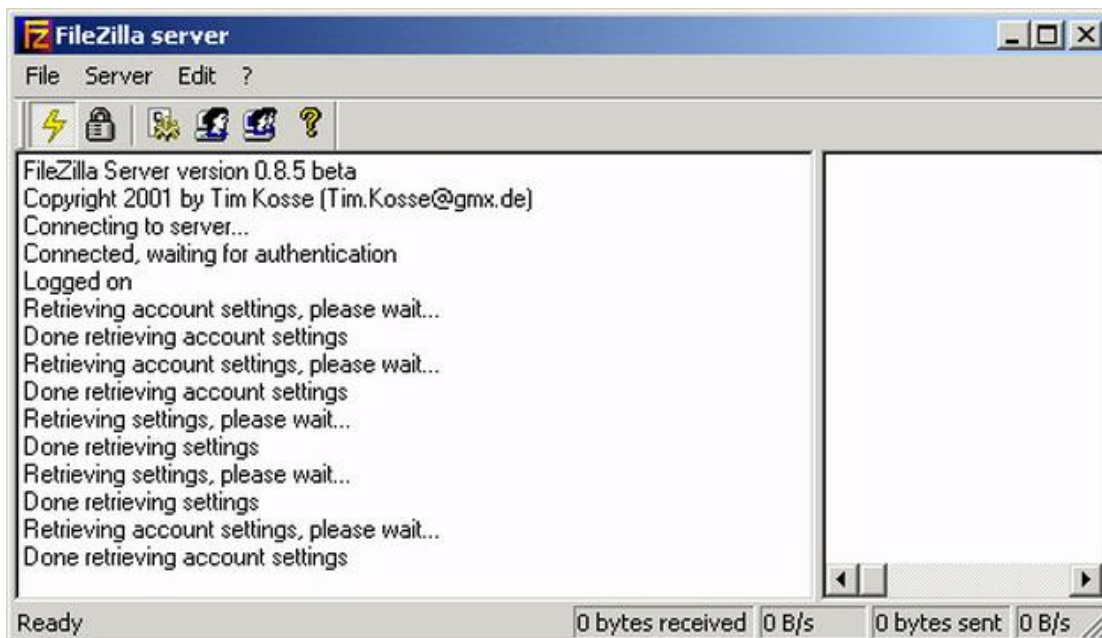 FileZilla server
File Server Edit ?
FileZilla Server version 0.8.5 beta
Copyright 2001 by Tim Kosse (Tim.Kosse@gmx.de)
Connecting to server...
Connected, waiting for authentication
Logged on
Retrieving account settings, please wait...
Done retrieving account settings
Retrieving account settings, please wait...
Done retrieving account settings
Retrieving settings, please wait...
Done retrieving settings
Retrieving settings, please wait...
Done retrieving settings
Retrieving account settings, please wait...
Done retrieving account settings
Ready 0 bytes received 0 B/s 0 bytes sent 0 B/s